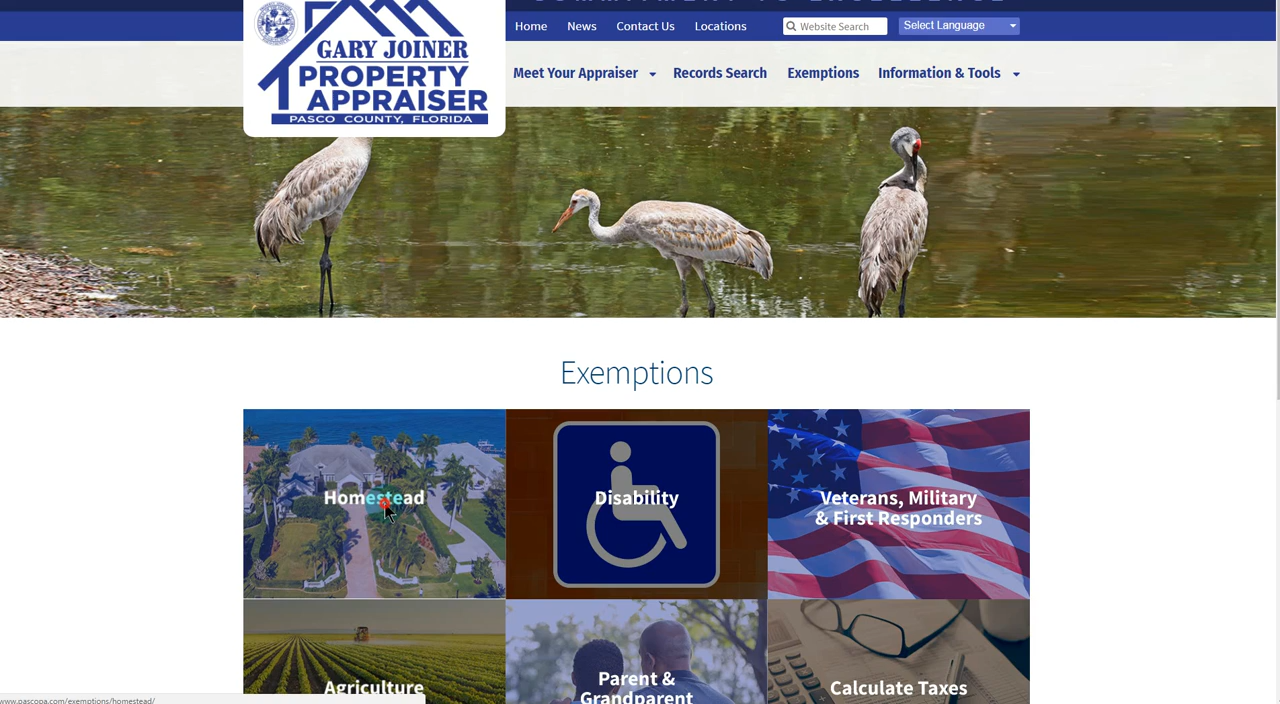 Home News Contact Us Locations Website Search Select Language
GARY JOINER
PROPERTY
APPRAISER
PASCO COUNTY, FLORIDA
Meet Your Appraiser Records Search Exemptions Information & Tools
Exemptions
Homestead
Disability
Veterans, Military
& First Responders
Agriculture
Parent &
Grandparent
Calculate Taxes
www.pascopa.com/exemptions/homestead/